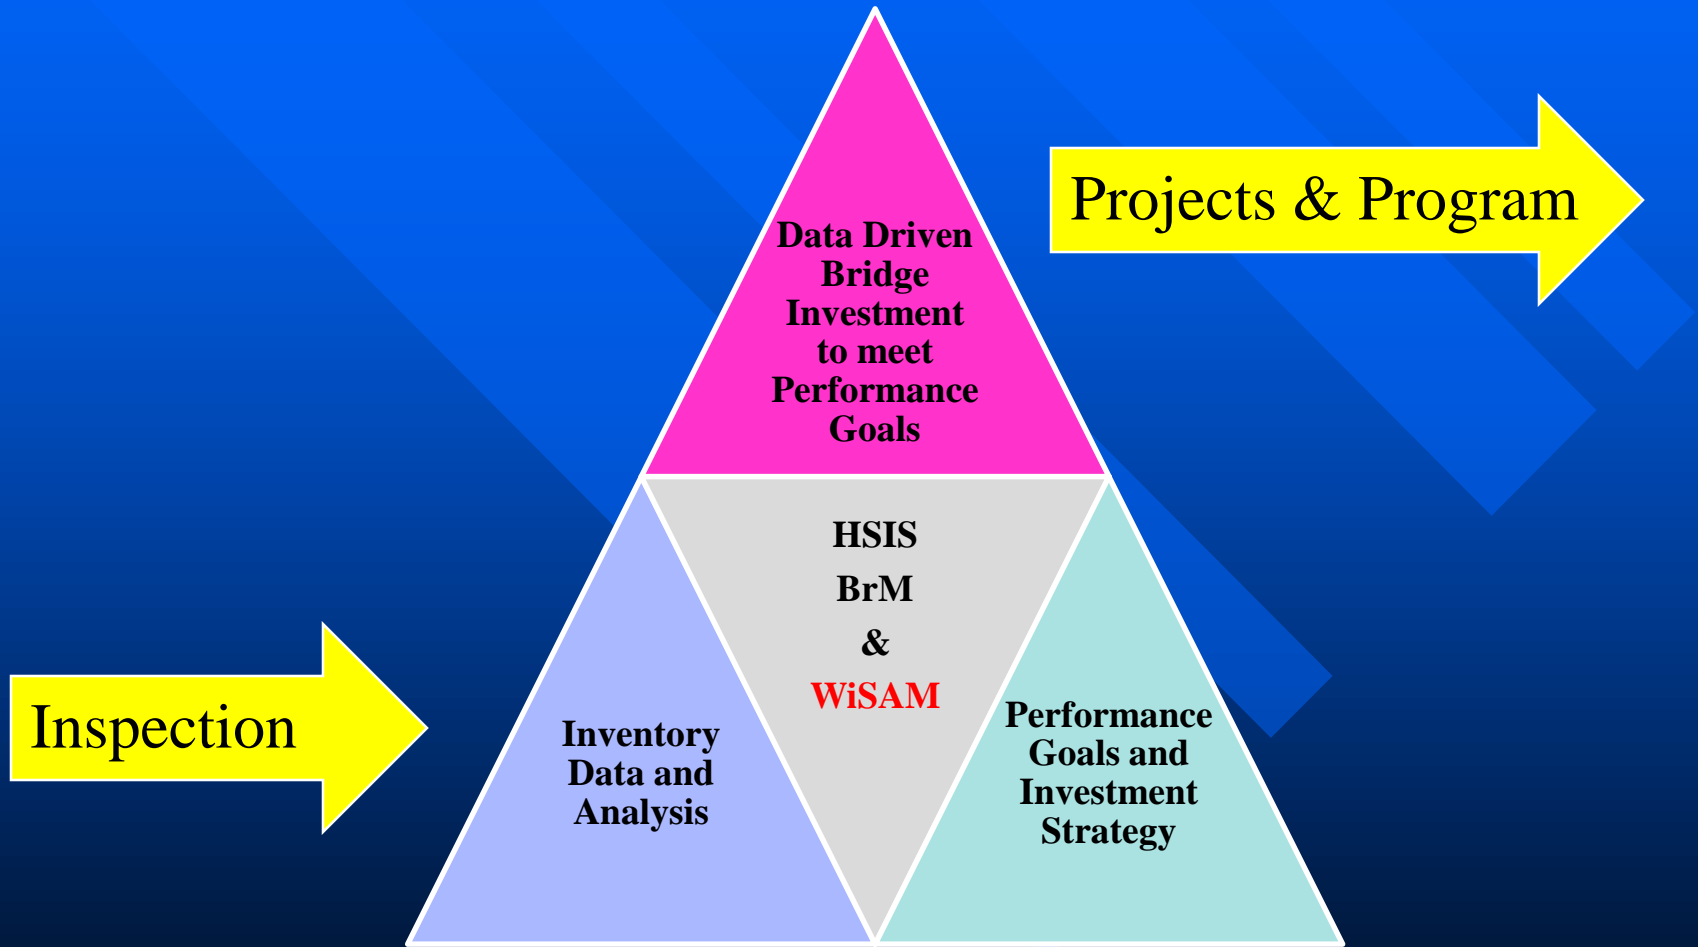 Projects & Program
Data Driven
Bridge
Investment
to meet
Performance
Goals
HSIS
BrM
&
WiSAM
Inspection
Inventory
Data and
Analysis
Performance
Goals and
Investment
Strategy